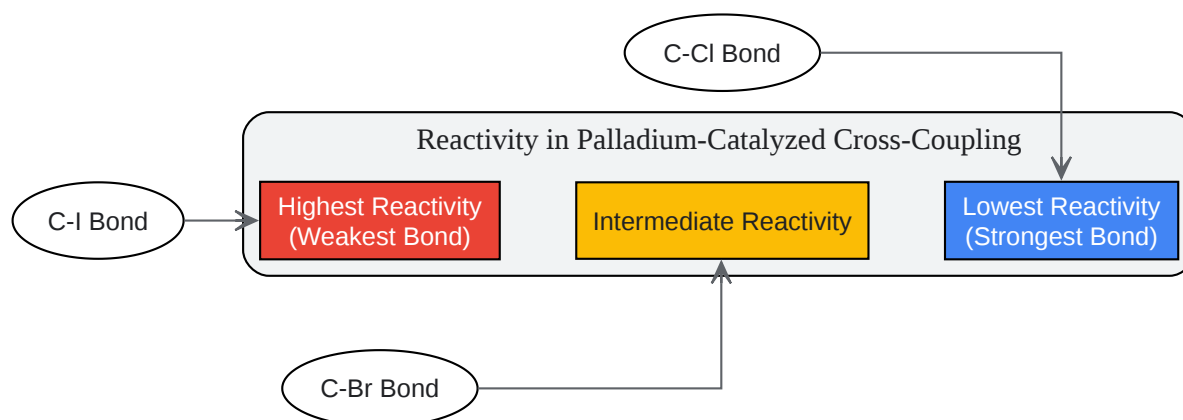 C-Cl Bond
Reactivity in Palladium-Catalyzed Cross-Coupling
C-I Bond
Highest Reactivity
(Weakest Bond)
Intermediate Reactivity
Lowest Reactivity
(Strongest Bond)
C-Br Bond